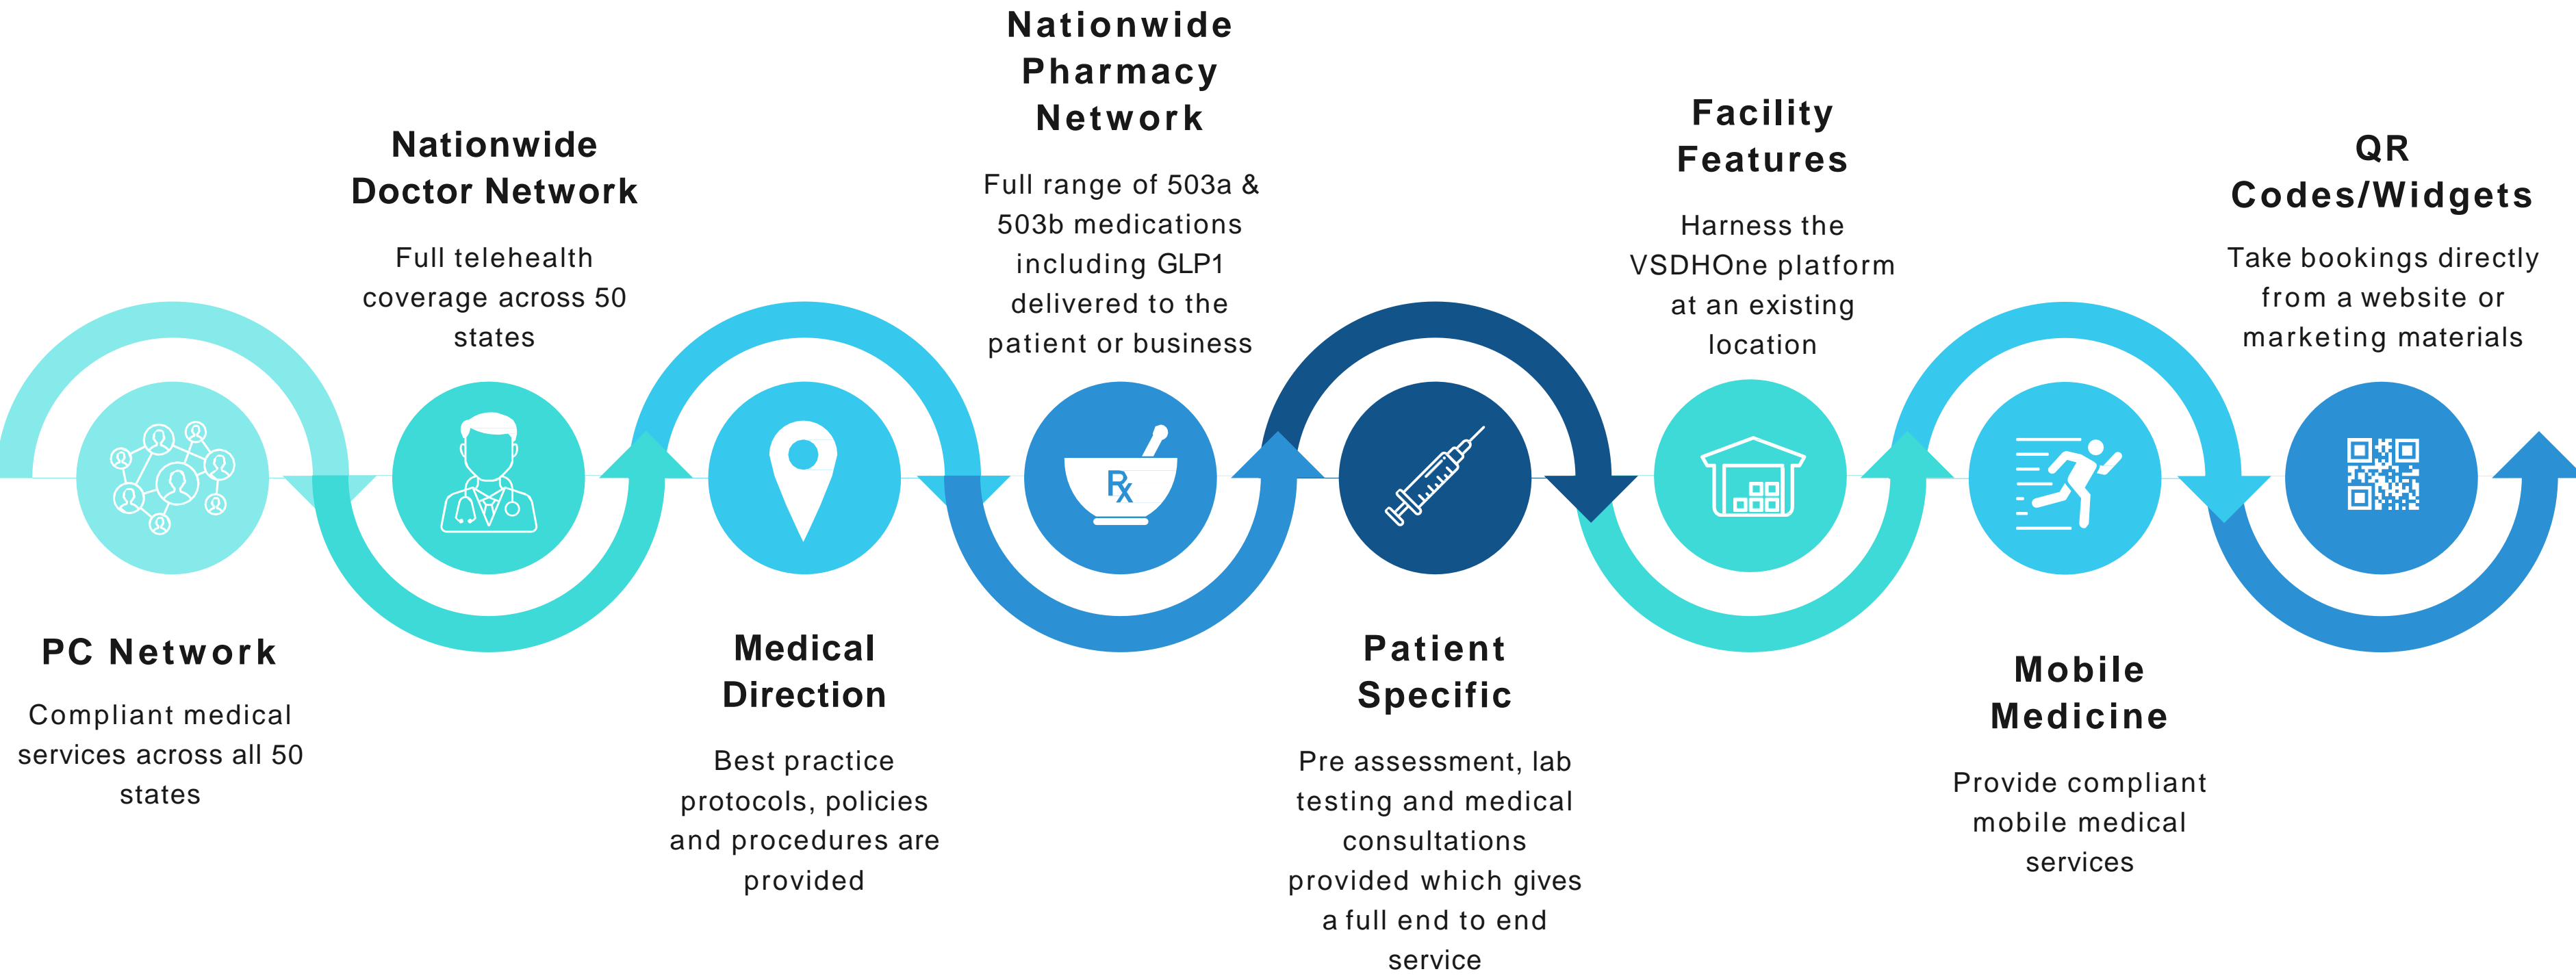 PC Network
Compliant medical
services across all 50
states
Nationwide
Doctor Network
Full telehealth
coverage across 50
states
Medical
Direction
Best practice
protocols, policies
and procedures are
provided
Nationwide
Pharmacy
Network
Full range of 503a &
503b medications
including GLP1
delivered to the
patient or business
Rx
Patient
Specific
Pre assessment, lab
testing and medical
consultations
provided which gives
a full end to end
service
Facility
Features
Harness the
VSDHOne platform
at an existing
location
Mobile
Medicine
Provide compliant
mobile medical
services
QR
Codes/Widgets
Take bookings directly
from a website or
marketing materials